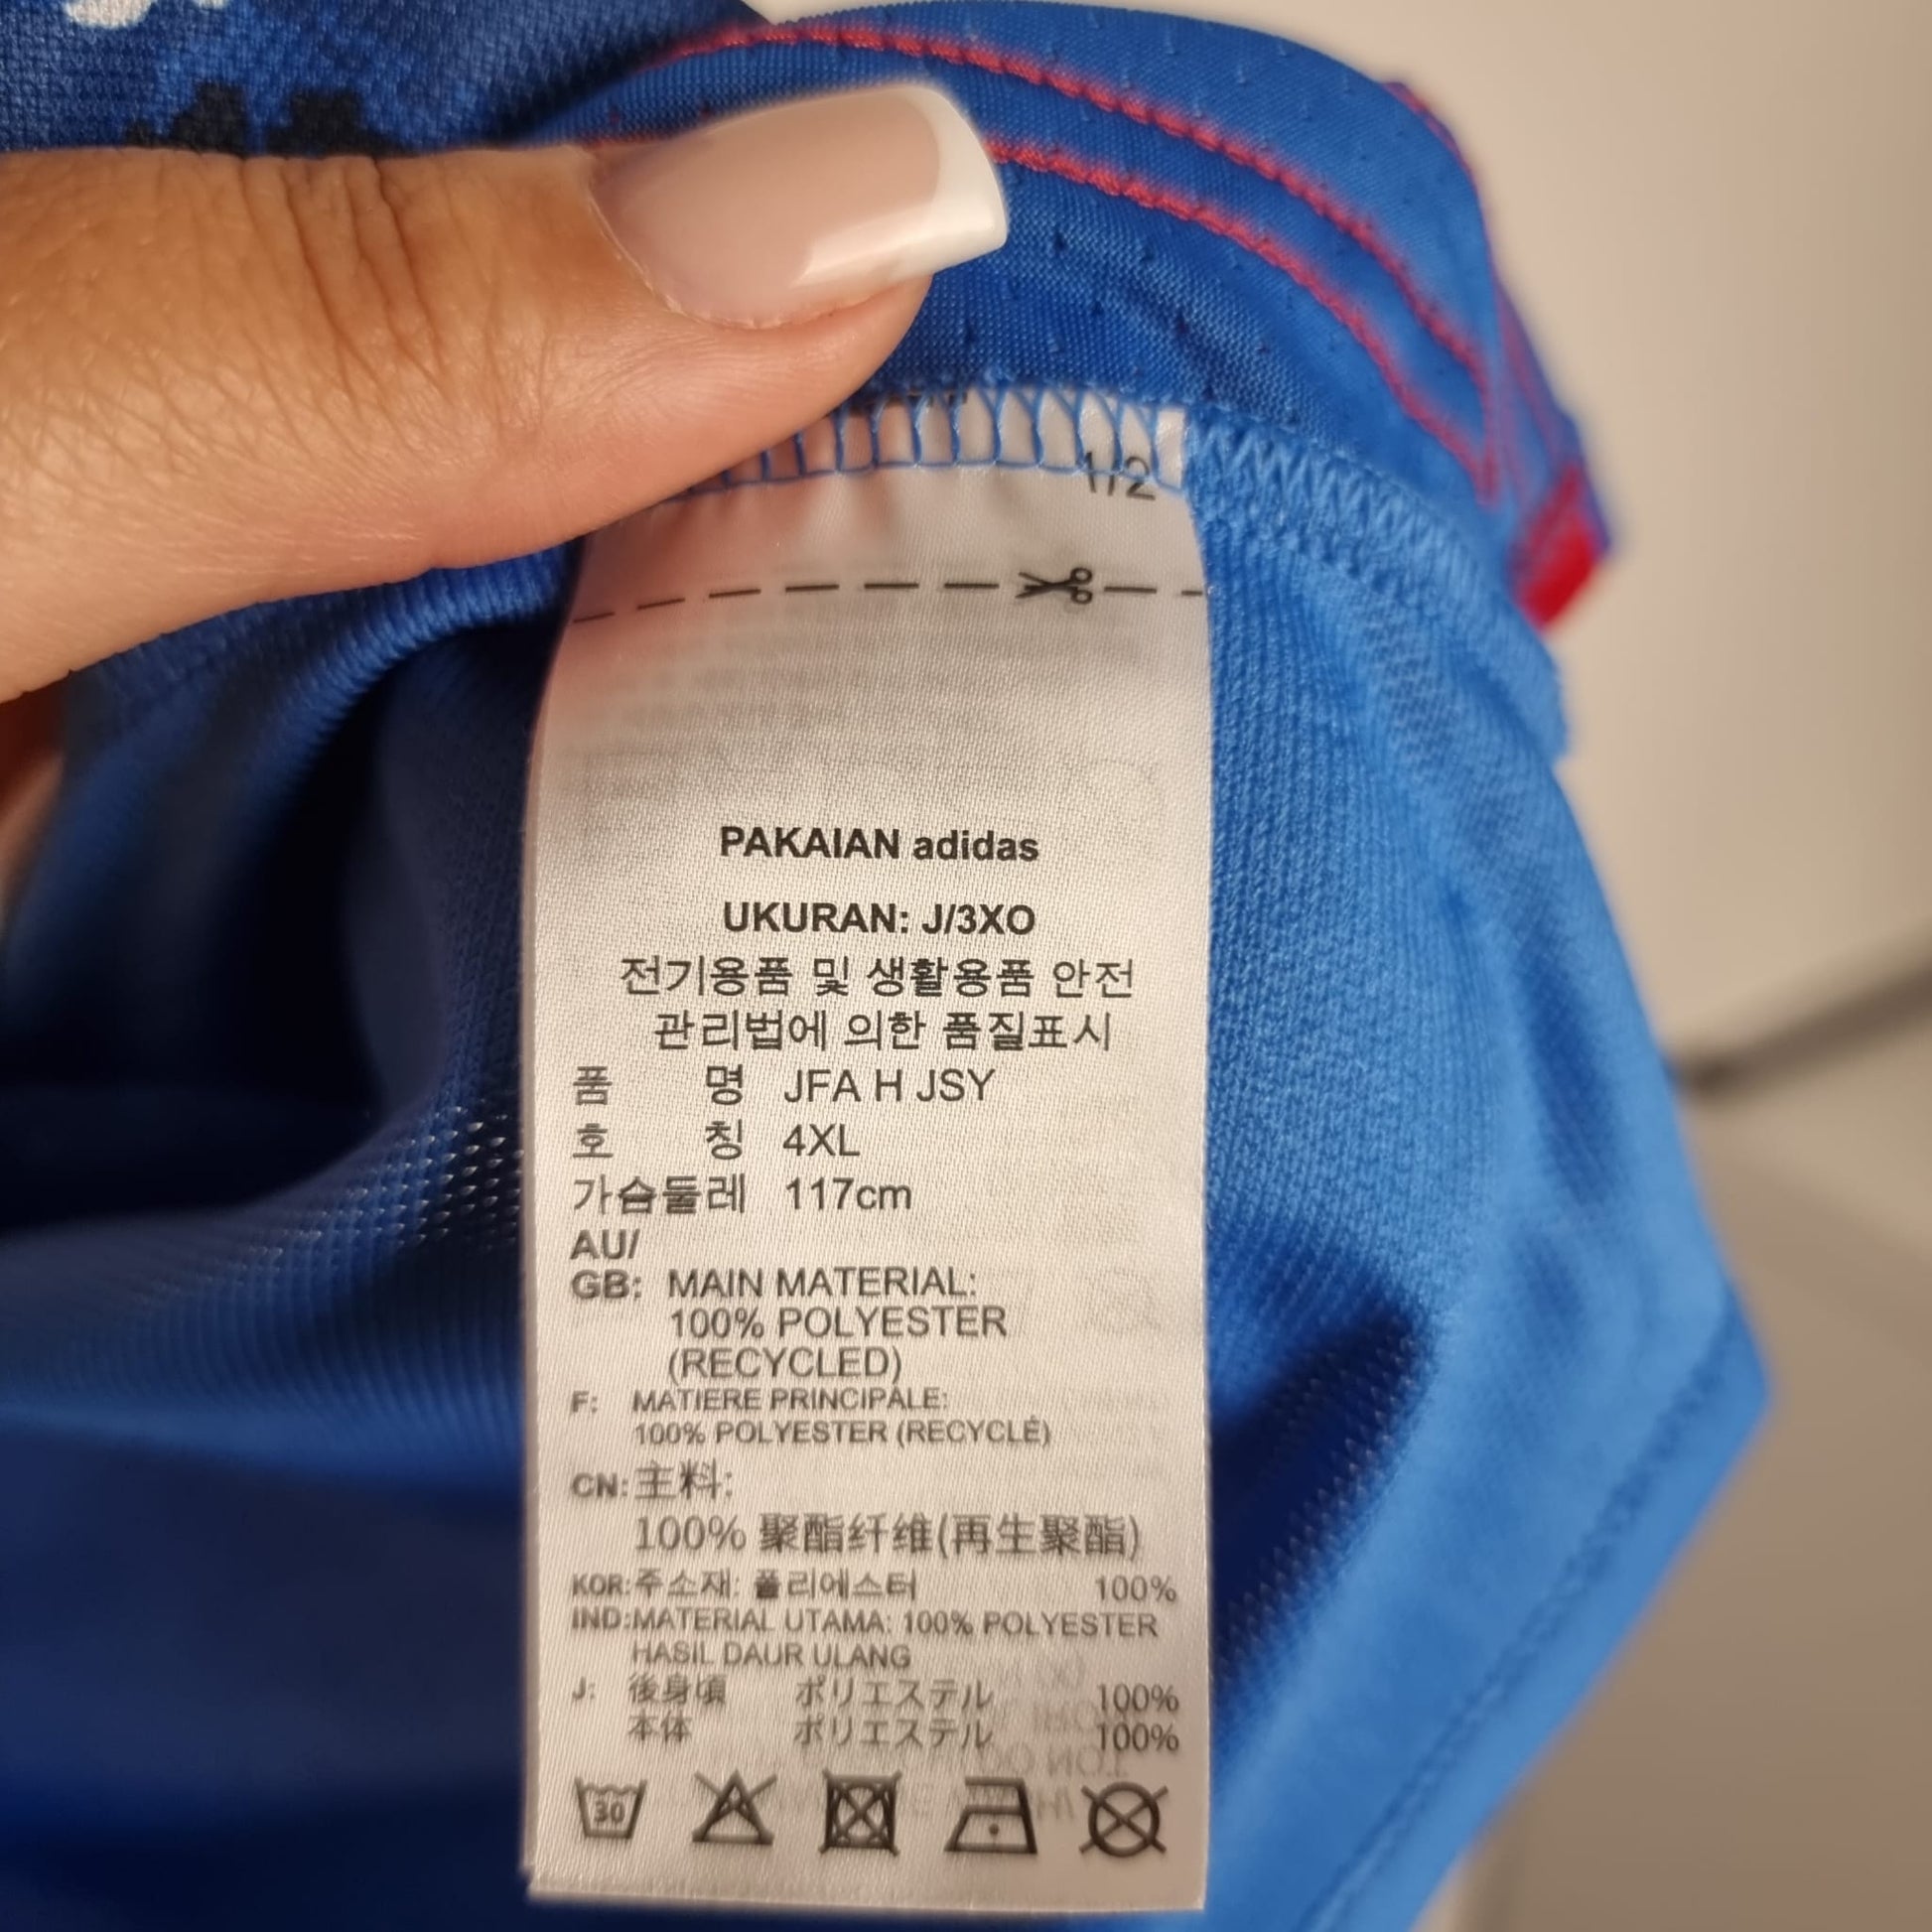 1/2
PAKAIAN adidas
UKURAN: J/3XO
전기용품 및 생활용품 안전
관리법에 의한 품질표시
품 명 JFA H JSY
호 칭 4XL
가슴둘레 117cm
AU/
GB: MAIN MATERIAL:
100% POLYESTER
(RECYCLED)
F: MATIERE PRINCIPALE:
100% POLYESTER (RECYCLÉ)
CN: 主料:
100% 聚酯纤维(再生聚酯)
KOR: 주소재: 폴리에스터 100%
IND: MATERIAL UTAMA: 100% POLYESTER
HASIL DAUR ULANG
J: 後身頃 ポリエステル 100%
本体 ポリエステル 100%
30